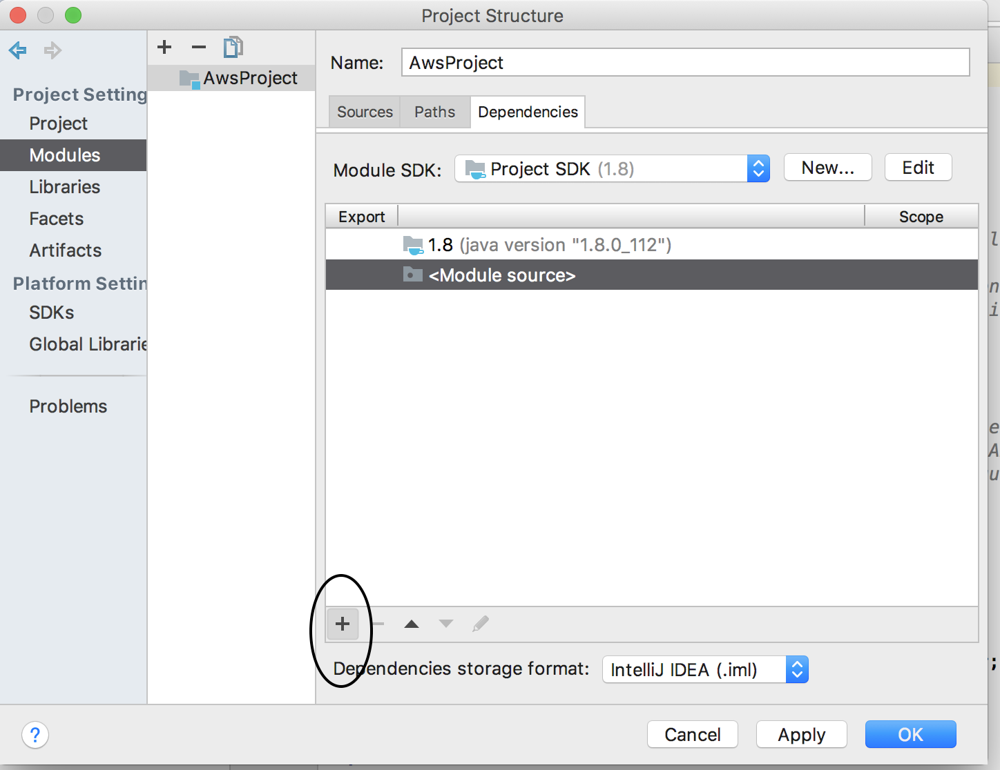 Project Structure
Name: AwsProject
AwsProject
Project Setting
Project
Modules
Libraries
Facets
Artifacts
Platform Settin
SDKs
Global Librarie
Problems
Sources Paths Dependencies
Module SDK: Project SDK (1.8) New... Edit
Export Scope
1.8 (java version "1.8.0_112")
<Module source>
Dependencies storage format: IntelliJ IDEA (.iml)
? Cancel Apply OK